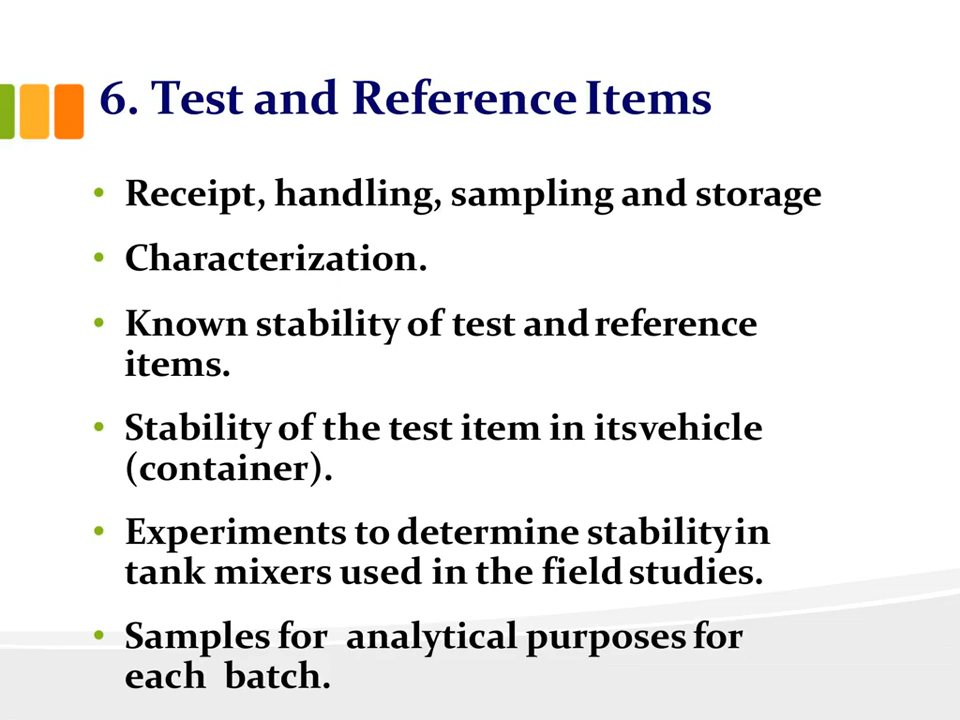 6. Test and Reference Items
• Receipt, handling, sampling and storage
• Characterization.
• Known stability of test and reference
items.
• Stability of the test item in itsvehicle
(container).
• Experiments to determine stability in
tank mixers used in the field studies.
• Samples for analytical purposes for
each batch.